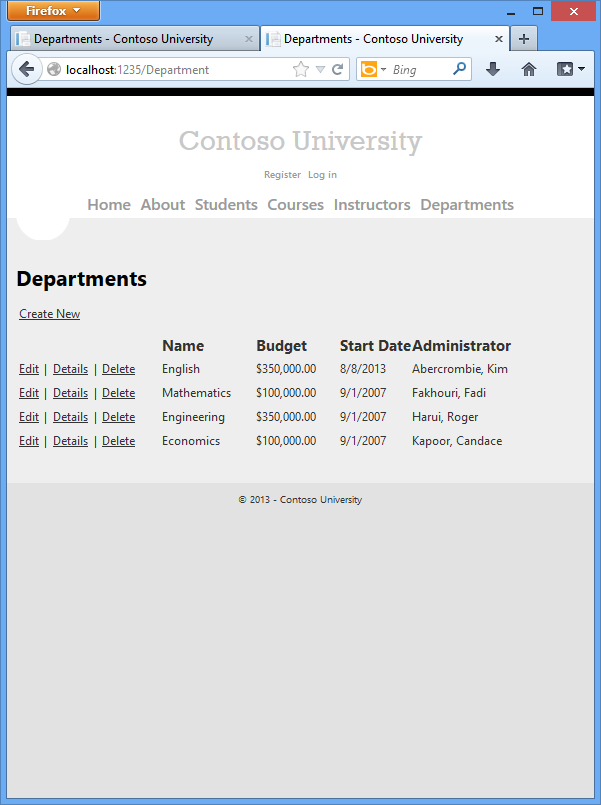 Firefox
Departments - Contoso University
Departments - Contoso University
localhost:1235/Department
Bing
Contoso University
Register Log in
Home About Students Courses Instructors Departments
Departments
Create New
Name Budget Start Date Administrator
Edit | Details | Delete English $350,000.00 8/8/2013 Abercrombie, Kim
Edit | Details | Delete Mathematics $100,000.00 9/1/2007 Fakhouri, Fadi
Edit | Details | Delete Engineering $350,000.00 9/1/2007 Harui, Roger
Edit | Details | Delete Economics $100,000.00 9/1/2007 Kapoor, Candace
© 2013 - Contoso University